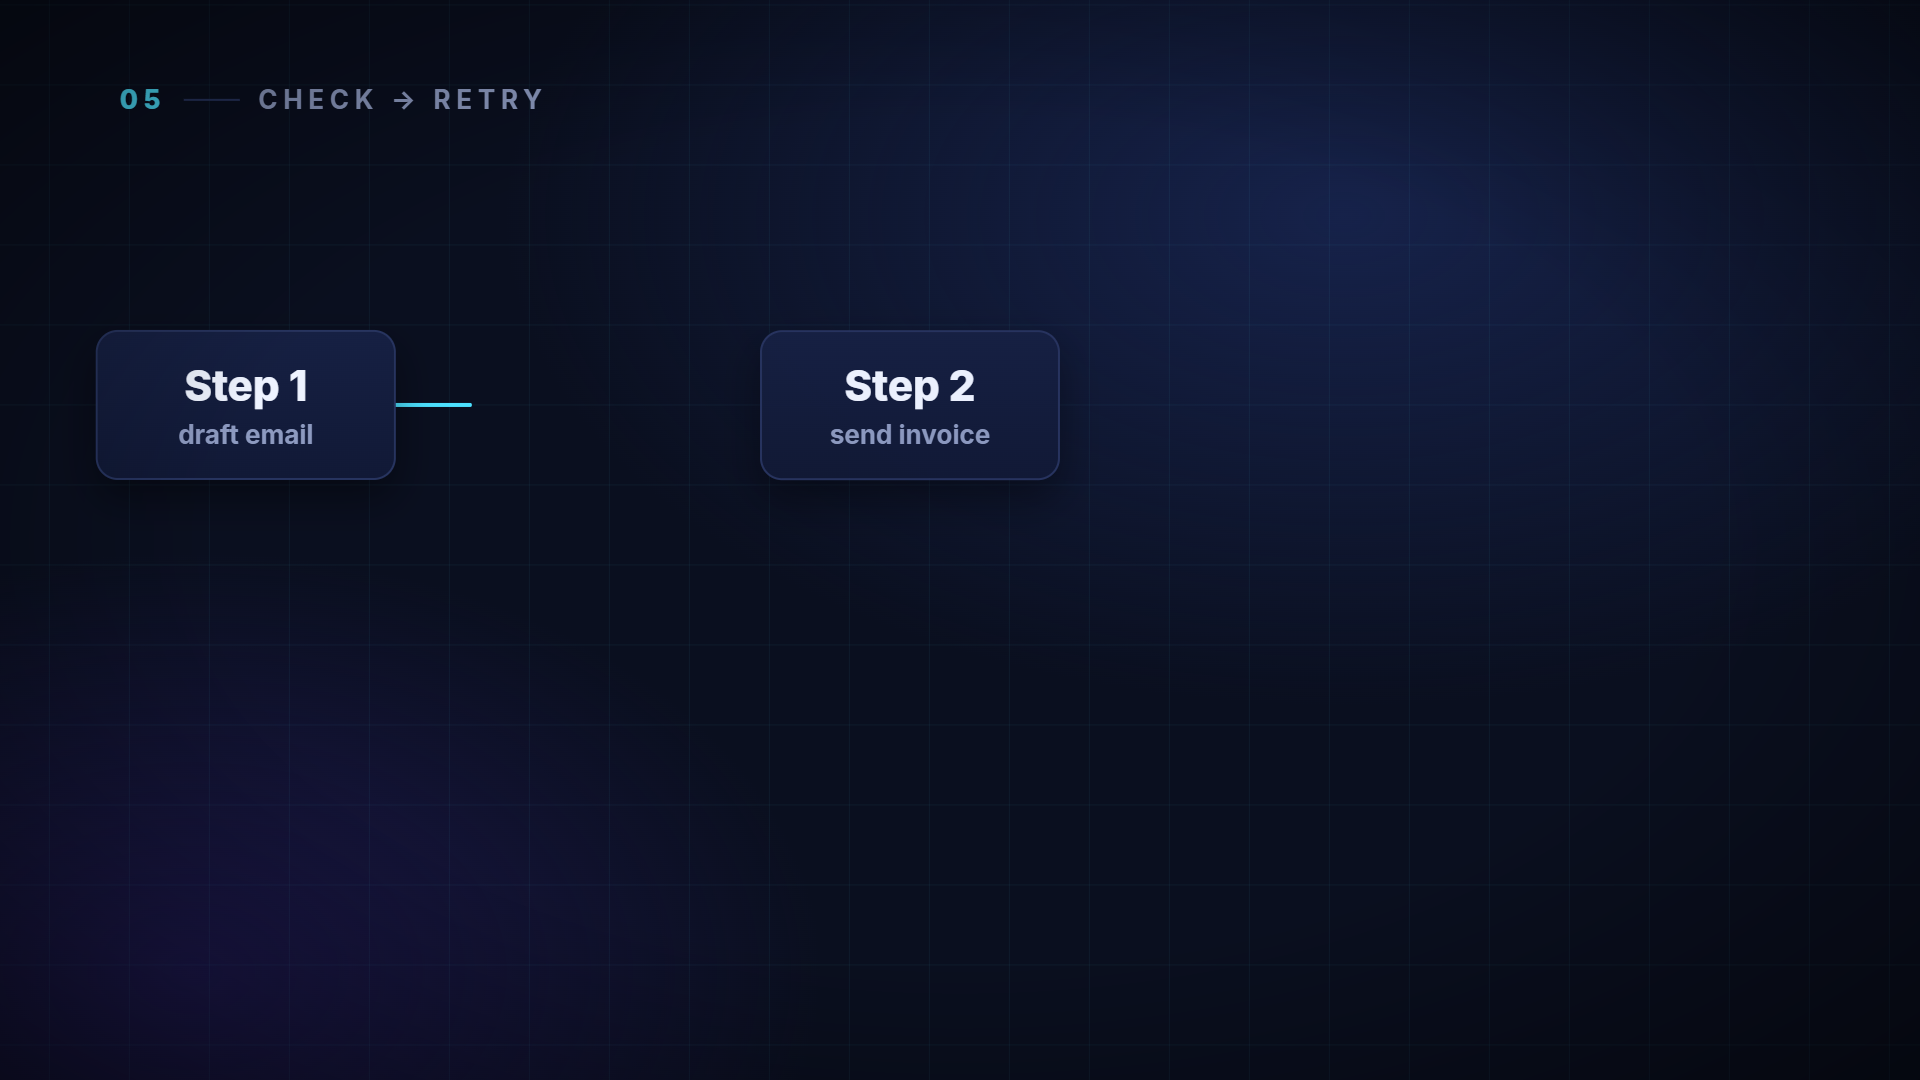 05 CHECK → RETRY
Step 1
draft email
Step 2
send invoice